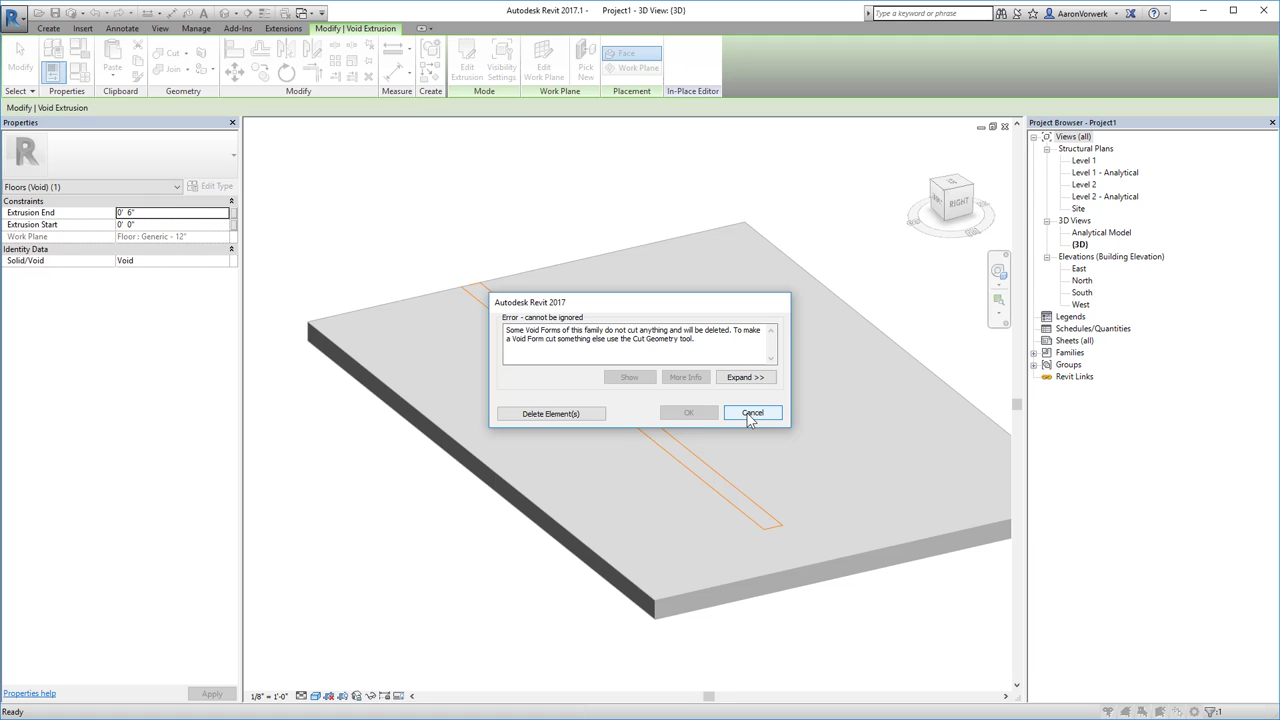 Autodesk Revit 2017.1 -    Project1 - 3D View: {3D}
Type a keyword or phrase
AaronVorwerk
Create Insert Annotate View Manage Add-Ins Extensions Modify | Void Extrusion
Modify
Paste
Cut
Join
Edit Extrusion
Visibility Settings
Edit Work Plane
Pick New
Face
Work Plane
Select Properties Clipboard Geometry Modify Measure Create Mode Work Plane Placement In-Place Editor
Modify | Void Extrusion
Properties
Floors (Void) (1)
Edit Type
Constraints
Extrusion End 0' 6"
Extrusion Start 0' 0"
Work Plane Floor : Generic - 12"
Identity Data
Solid/Void Void
Properties help
Apply
RIGHT
Autodesk Revit 2017
Error - cannot be ignored
Some Void Forms of this family do not cut anything and will be deleted. To make
a Void Form cut something else use the Cut Geometry tool.
Show More Info Expand >>
Delete Element(s) OK Cancel
Project Browser - Project1
Views (all)
Structural Plans
Level 1
Level 1 - Analytical
Level 2
Level 2 - Analytical
Site
3D Views
Analytical Model
{3D}
Elevations (Building Elevation)
East
North
South
West
Legends
Schedules/Quantities
Sheets (all)
Families
Groups
Revit Links
1/8" = 1'-0"
Ready
:1